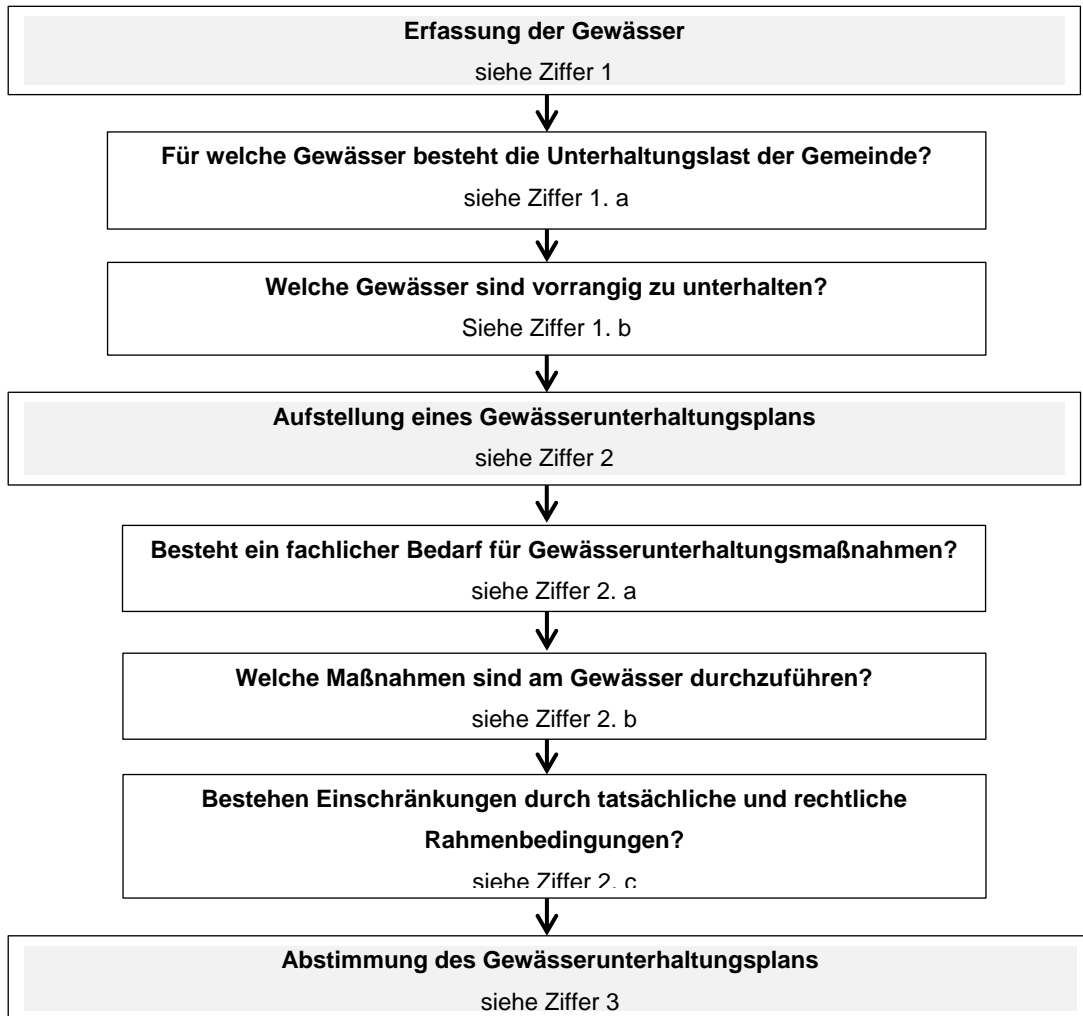 Erfassung der Gewässer
siehe Ziffer 1
Für welche Gewässer besteht die Unterhaltungslast der Gemeinde?
siehe Ziffer 1. a
Welche Gewässer sind vorrangig zu unterhalten?
Siehe Ziffer 1. b
Aufstellung eines Gewässerunterhaltungsplans
siehe Ziffer 2
Besteht ein fachlicher Bedarf für Gewässerunterhaltungsmaßnahmen?
siehe Ziffer 2. a
Welche Maßnahmen sind am Gewässer durchzuführen?
siehe Ziffer 2. b
Bestehen Einschränkungen durch tatsächliche und rechtliche
Rahmenbedingungen?
siehe Ziffer 2. c
Abstimmung des Gewässerunterhaltungsplans
siehe Ziffer 3